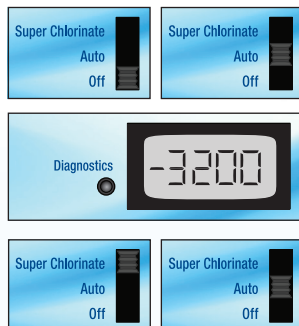 Super Chlorinate
Auto
Off
Super Chlorinate
Auto
Off
Diagnostics
-3200
Super Chlorinate
Auto
Off
Super Chlorinate
Auto
Off